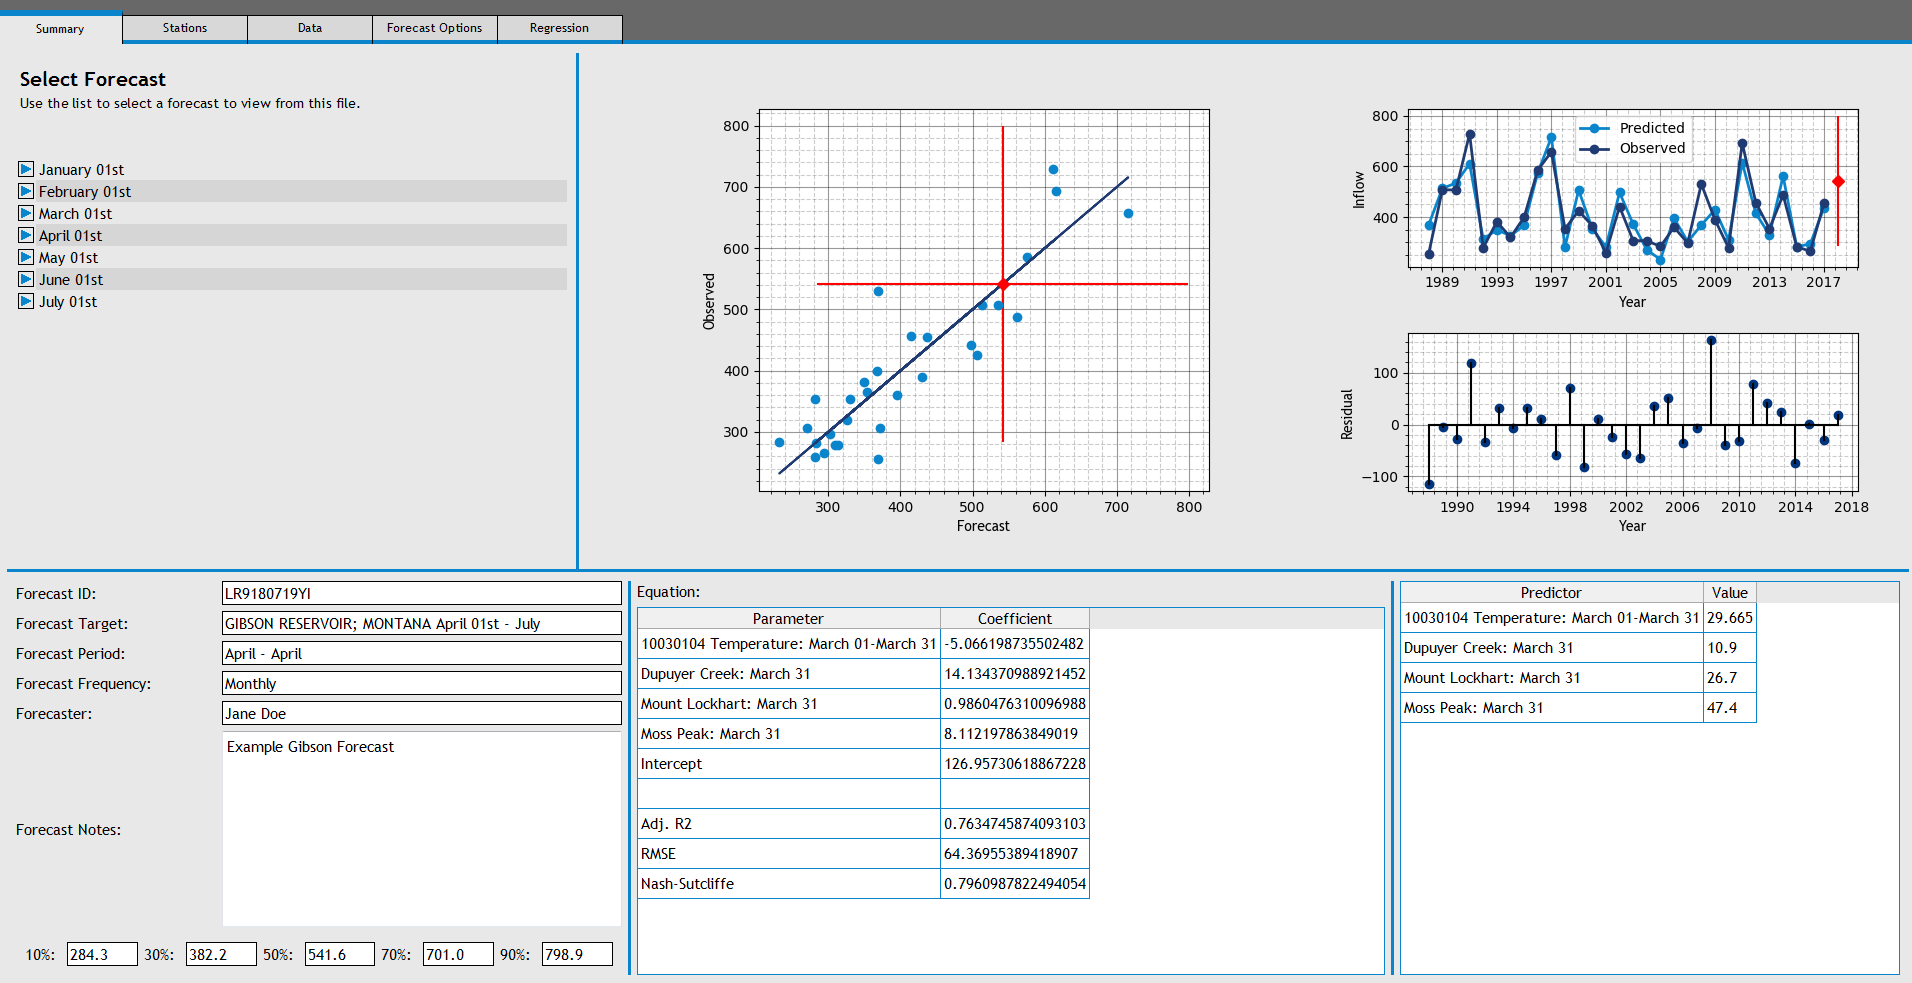 Summary
Stations
Data
Forecast Options
Regression
Select Forecast
Use the list to select a forecast to view from this file.
January 01st
February 01st
March 01st
April 01st
May 01st
June 01st
July 01st
800
700
600
500
400
300
Observed
300 400 500 600 700 800
Forecast
800
600
400
Inflow
Predicted
Observed
1989 1993 1997 2001 2005 2009 2013 2017
Year
100
0
−100
Residual
1990 1994 1998 2002 2006 2010 2014 2018
Year
Forecast ID: LR9180719YI
Forecast Target: GIBSON RESERVOIR; MONTANA April 01st - July
Forecast Period: April - April
Forecast Frequency: Monthly
Forecaster: Jane Doe
Forecast Notes: Example Gibson Forecast
10%: 284.3 30%: 382.2 50%: 541.6 70%: 701.0 90%: 798.9
Equation:
Parameter Coefficient
10030104 Temperature: March 01-March 31 -5.066198735502482
Dupuyer Creek: March 31 14.134370988921452
Mount Lockhart: March 31 0.9860476310096988
Moss Peak: March 31 8.112197863849019
Intercept 126.95730618867228
Adj. R2 0.7634745874093103
RMSE 64.36955389418907
Nash-Sutcliffe 0.7960987822494054
Predictor Value
10030104 Temperature: March 01-March 31 29.665
Dupuyer Creek: March 31 10.9
Mount Lockhart: March 31 26.7
Moss Peak: March 31 47.4